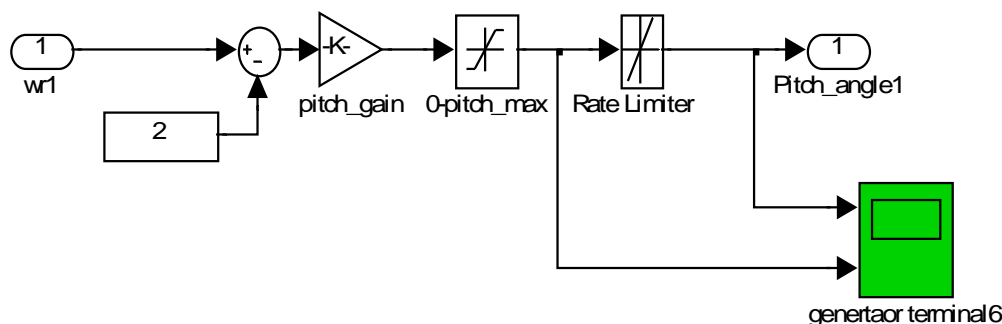 1
wr1
+
-
2
-K-
pitch_gain
0-pitch_max
Rate Limiter
1
Pitch_angle1
genertaor terminal6